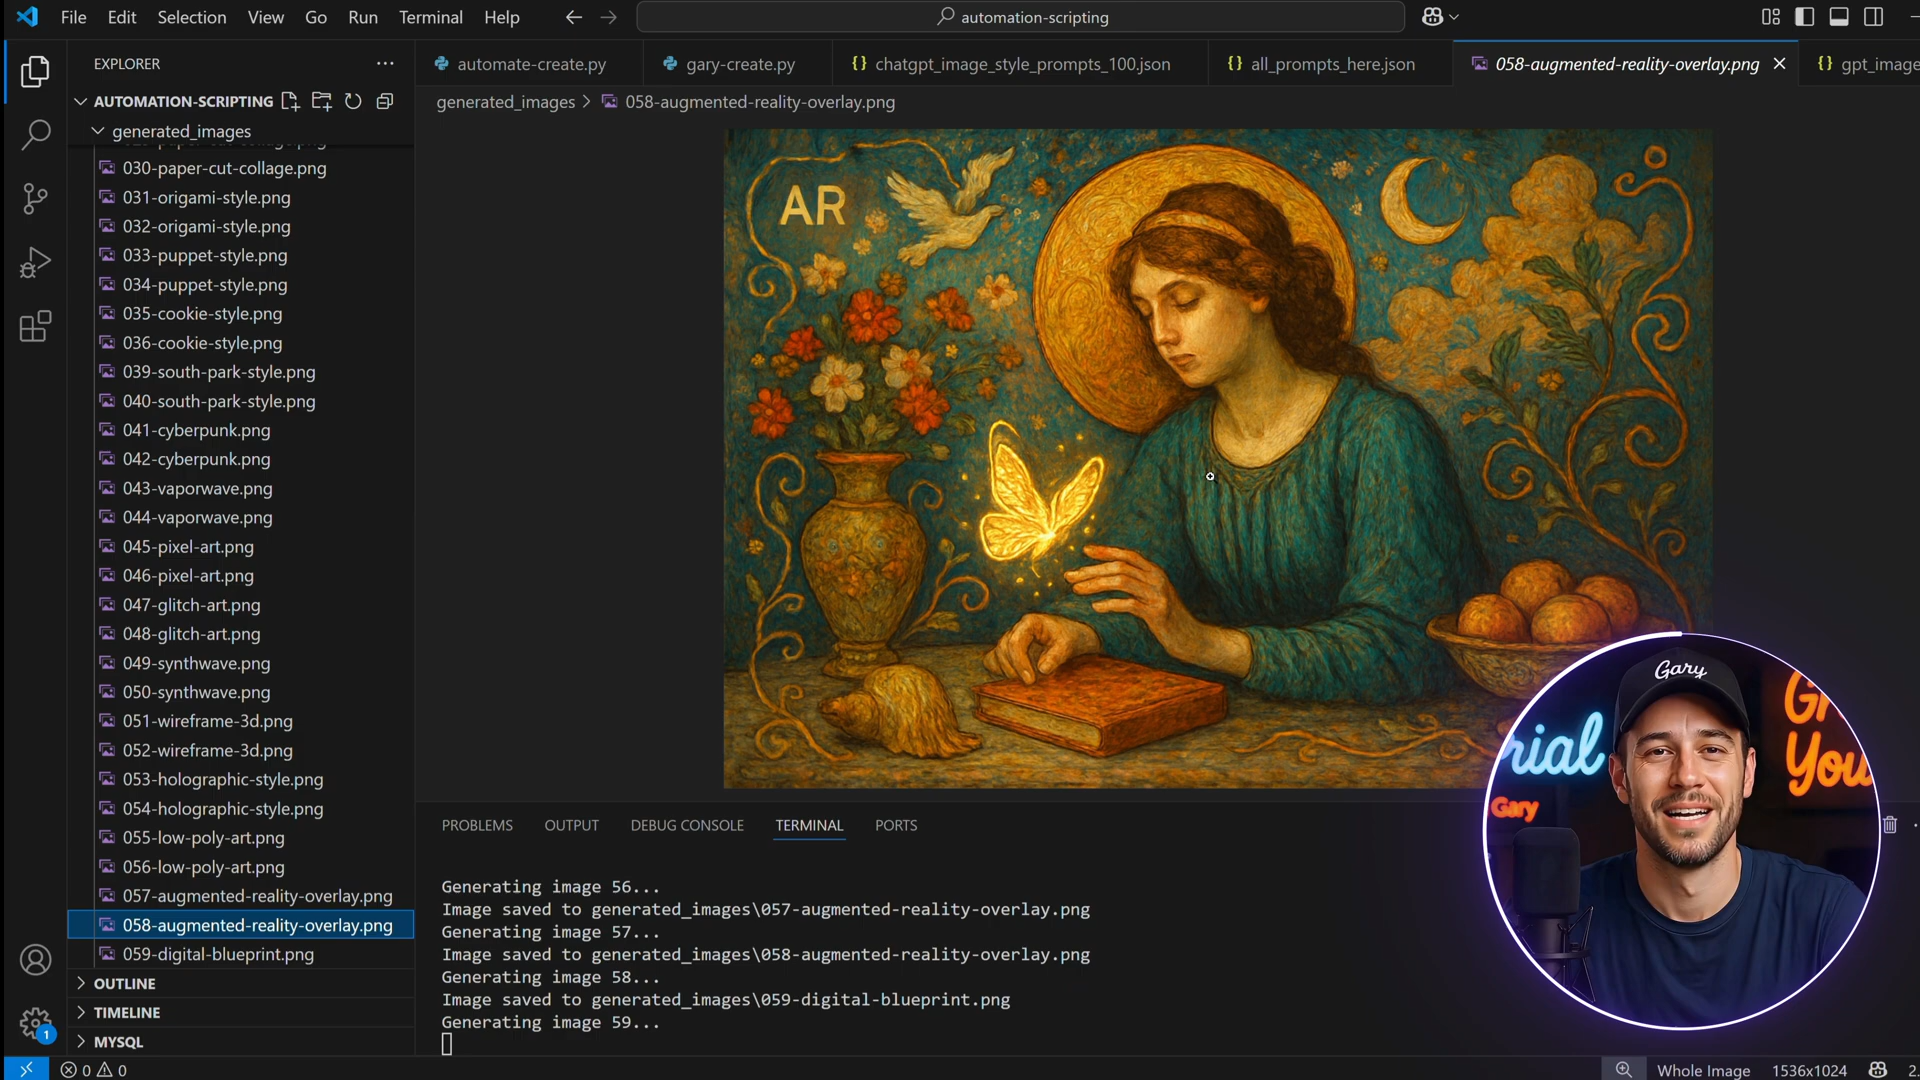 File Edit Selection View Go Run Terminal Help
automation-scripting
EXPLORER
automate-create.py
gary-create.py
chatgpt_image_style_prompts_100.json
all_prompts_here.json
058-augmented-reality-overlay.png
gpt_image
AUTOMATION-SCRIPTING
generated_images > 058-augmented-reality-overlay.png
generated_images
030-paper-cut-collage.png
031-origami-style.png
032-origami-style.png
033-puppet-style.png
034-puppet-style.png
035-cookie-style.png
036-cookie-style.png
039-south-park-style.png
040-south-park-style.png
041-cyberpunk.png
042-cyberpunk.png
043-vaporwave.png
044-vaporwave.png
045-pixel-art.png
046-pixel-art.png
047-glitch-art.png
048-glitch-art.png
049-synthwave.png
050-synthwave.png
051-wireframe-3d.png
052-wireframe-3d.png
053-holographic-style.png
054-holographic-style.png
055-low-poly-art.png
056-low-poly-art.png
057-augmented-reality-overlay.png
058-augmented-reality-overlay.png
059-digital-blueprint.png
OUTLINE
TIMELINE
MYSQL
AR
PROBLEMS OUTPUT DEBUG CONSOLE TERMINAL PORTS
Generating image 56...
Image saved to generated_images\057-augmented-reality-overlay.png
Generating image 57...
Image saved to generated_images\058-augmented-reality-overlay.png
Generating image 58...
Image saved to generated_images\059-digital-blueprint.png
Generating image 59...
Gary
rial
Gr
You
Gary
1
0 0
Whole Image 1536x1024 2.